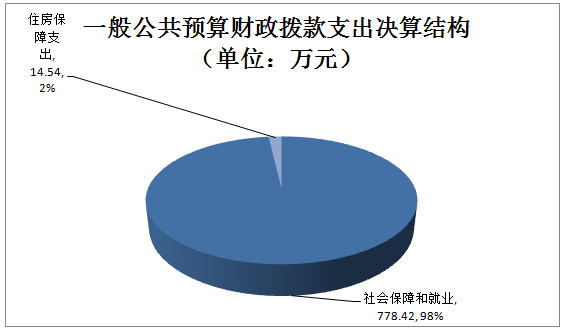 一般公共预算财政拨款支出决算结构
（单位：万元）
住房保
障支
出,
14.54,
2%
社会保障和就业,
778.42,98%